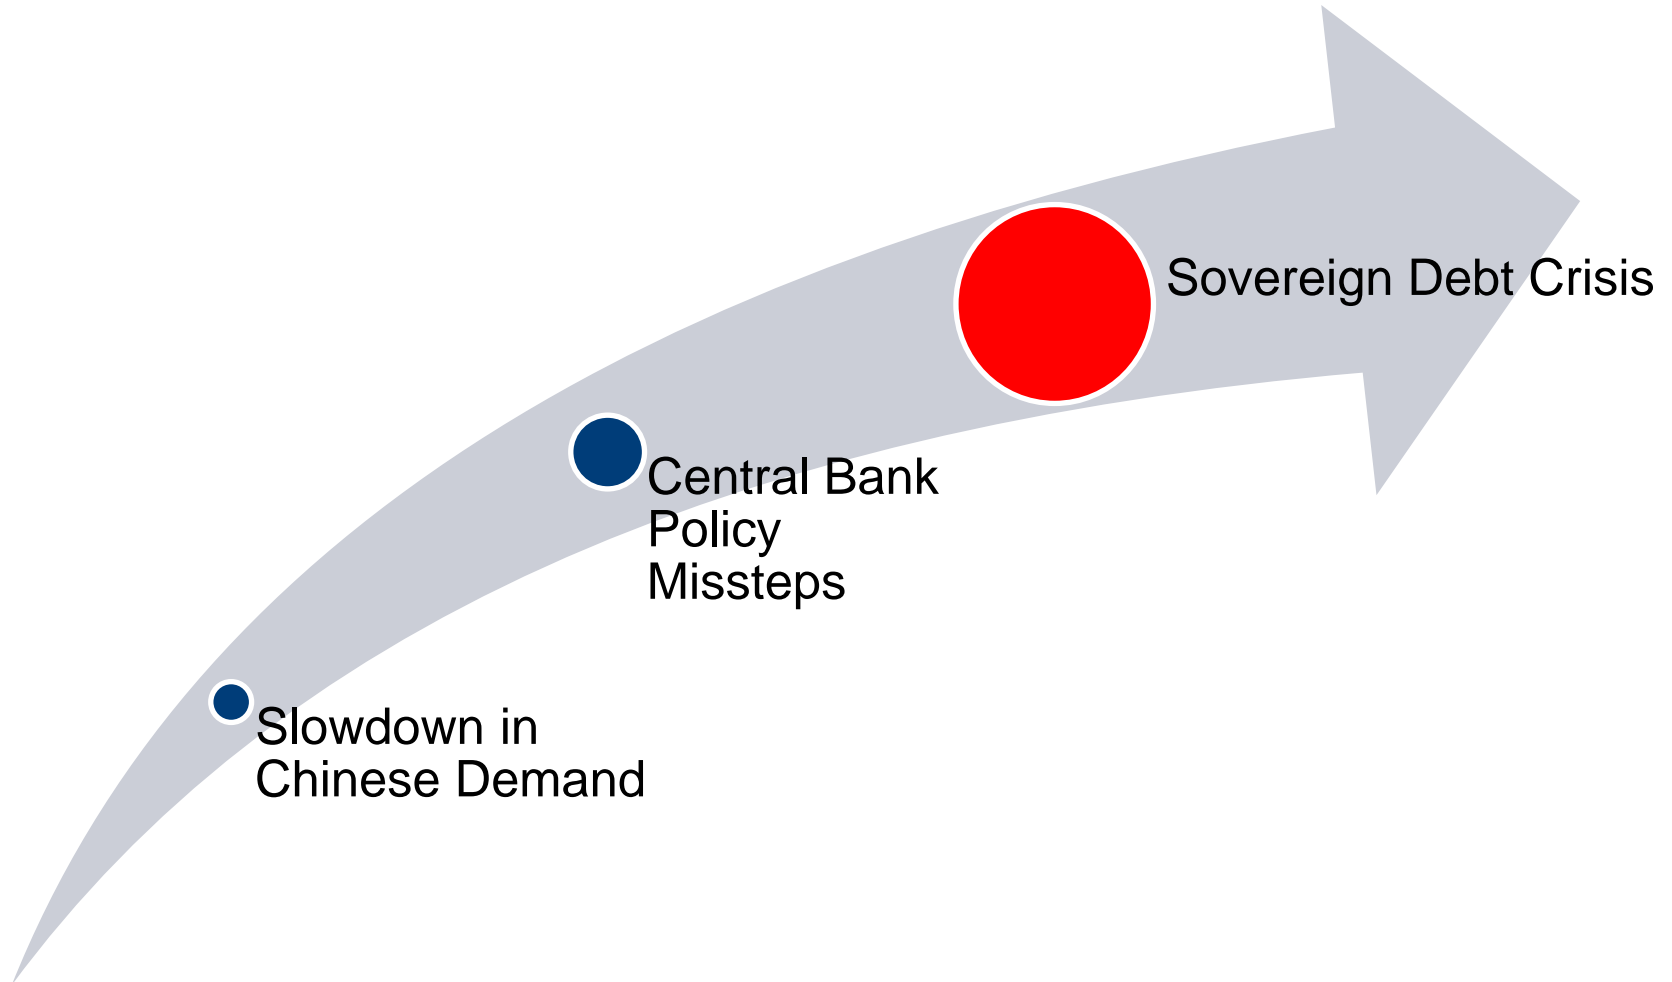 Sovereign Debt Crisis
Central Bank
Policy
Missteps
Slowdown in
Chinese Demand